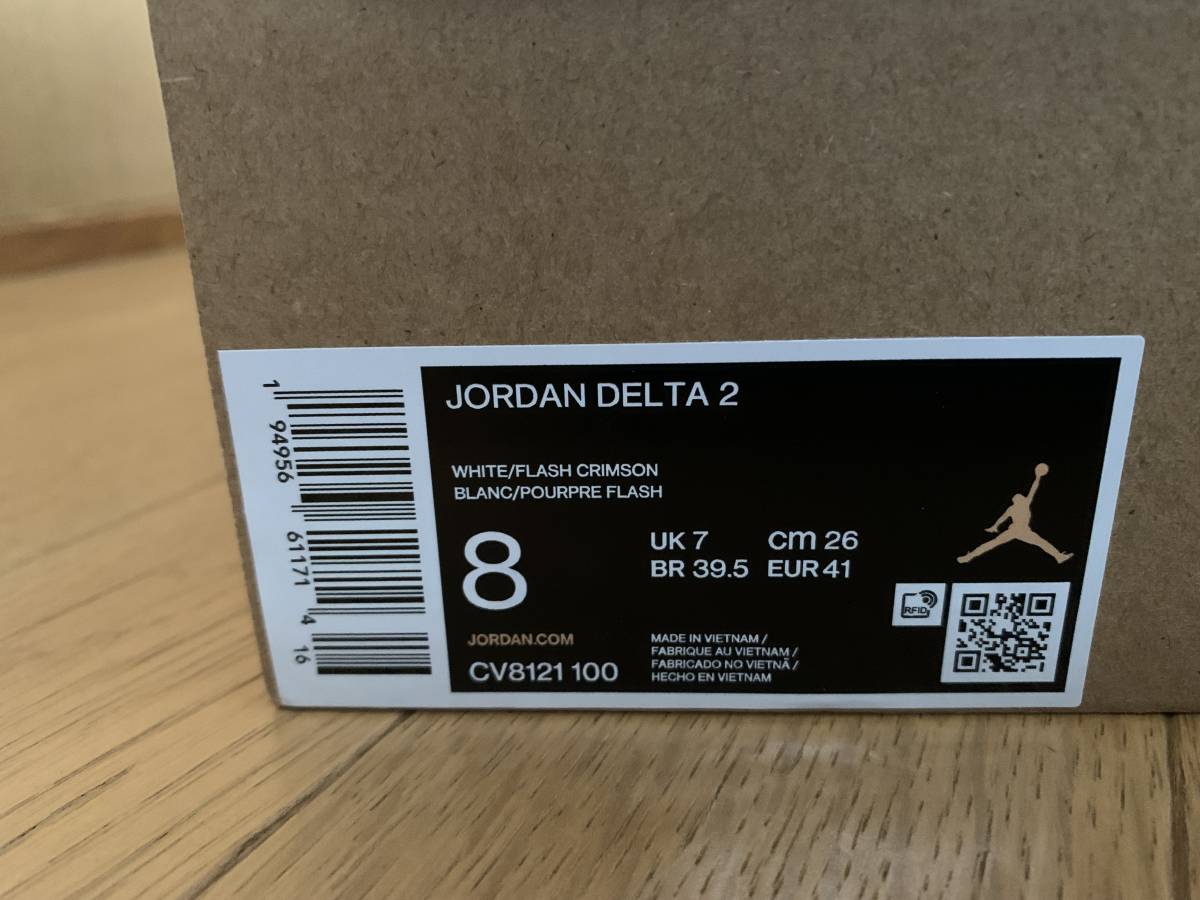 JORDAN DELTA 2
WHITE/FLASH CRIMSON
BLANC/POURPRE FLASH
8
UK 7 cm 26
BR 39.5 EUR 41
RFID
JORDAN.COM
CV8121 100
MADE IN VIETNAM /
FABRIQUE AU VIETNAM /
FABRICADO NO VIETNÃ /
HECHO EN VIETNAM
1 94956 61171 4 16